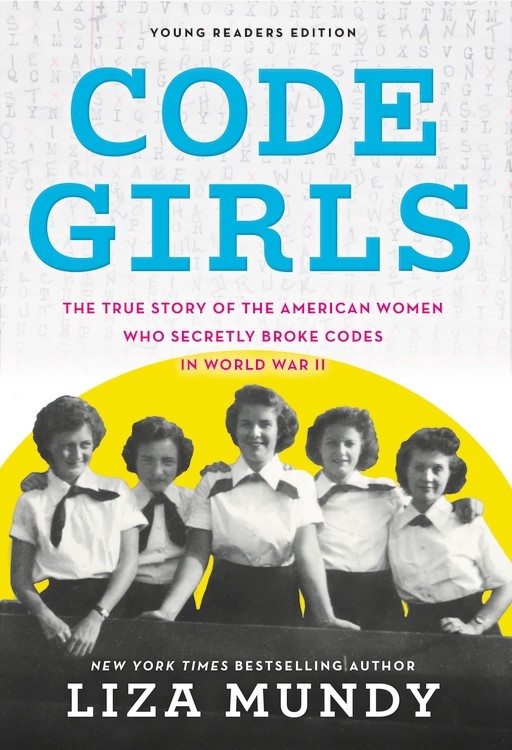 YOUNG READERS EDITION
CODE
GIRLS
THE TRUE STORY OF THE AMERICAN WOMEN
WHO SECRETLY BROKE CODES
IN WORLD WAR II
NEW YORK TIMES BESTSELLING AUTHOR
LIZA MUNDY